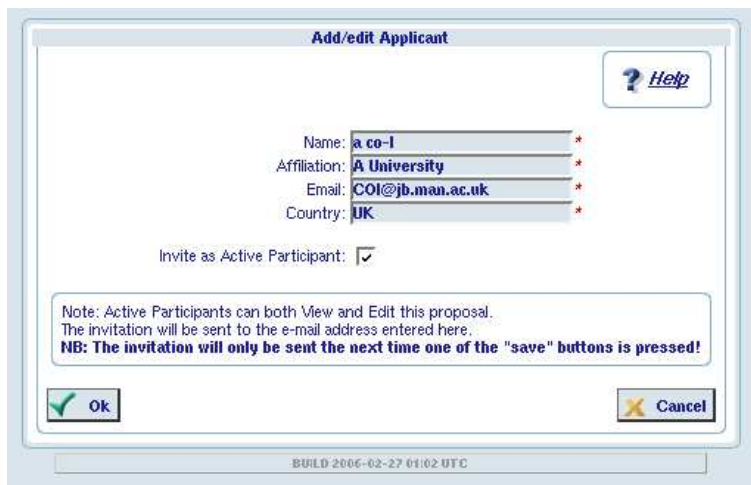 Add/edit Applicant
? Help
Name: a co-I *
Affiliation: A University *
Email: COI@jb.man.ac.uk *
Country: UK *
Invite as Active Participant:
Note: Active Participants can both View and Edit this proposal.
The invitation will be sent to the e-mail address entered here.
NB: The invitation will only be sent the next time one of the "save" buttons is pressed!
Ok Cancel
BUILD 2006-02-27 01:02 UTC